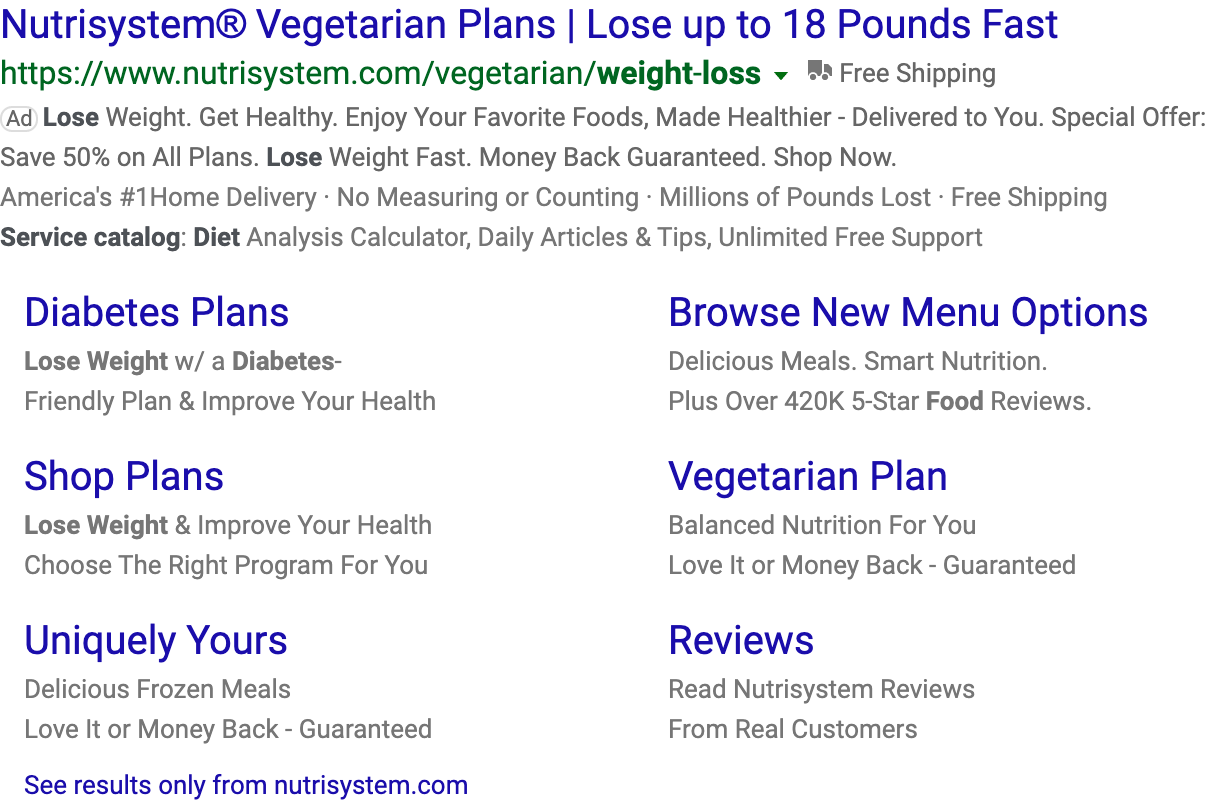 Nutrisystem® Vegetarian Plans | Lose up to 18 Pounds Fast
https://www.nutrisystem.com/vegetarian/weight-loss Free Shipping
Ad Lose Weight. Get Healthy. Enjoy Your Favorite Foods, Made Healthier - Delivered to You. Special Offer:
Save 50% on All Plans. Lose Weight Fast. Money Back Guaranteed. Shop Now.
America's #1Home Delivery · No Measuring or Counting · Millions of Pounds Lost · Free Shipping
Service catalog: Diet Analysis Calculator, Daily Articles & Tips, Unlimited Free Support
Diabetes Plans
Lose Weight w/ a Diabetes-
Friendly Plan & Improve Your Health
Browse New Menu Options
Delicious Meals. Smart Nutrition.
Plus Over 420K 5-Star Food Reviews.
Shop Plans
Lose Weight & Improve Your Health
Choose The Right Program For You
Vegetarian Plan
Balanced Nutrition For You
Love It or Money Back - Guaranteed
Uniquely Yours
Delicious Frozen Meals
Love It or Money Back - Guaranteed
Reviews
Read Nutrisystem Reviews
From Real Customers
See results only from nutrisystem.com